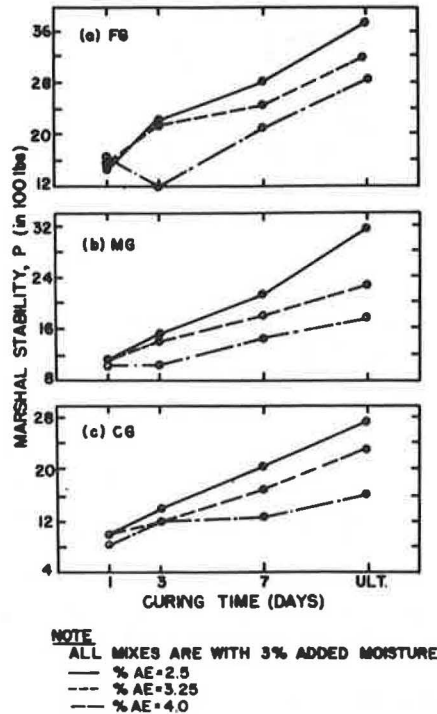 MARSHAL STABILITY, P (in 100 lbs)
(a) FG
36
28
20
12
(b) MG
32
24
16
8
(c) CG
28
20
12
4
1 3 7 ULT.
CURING TIME (DAYS)
NOTE
ALL MIXES ARE WITH 3% ADDED MOISTURE
% AE=2.5
% AE=3.25
% AE=4.0